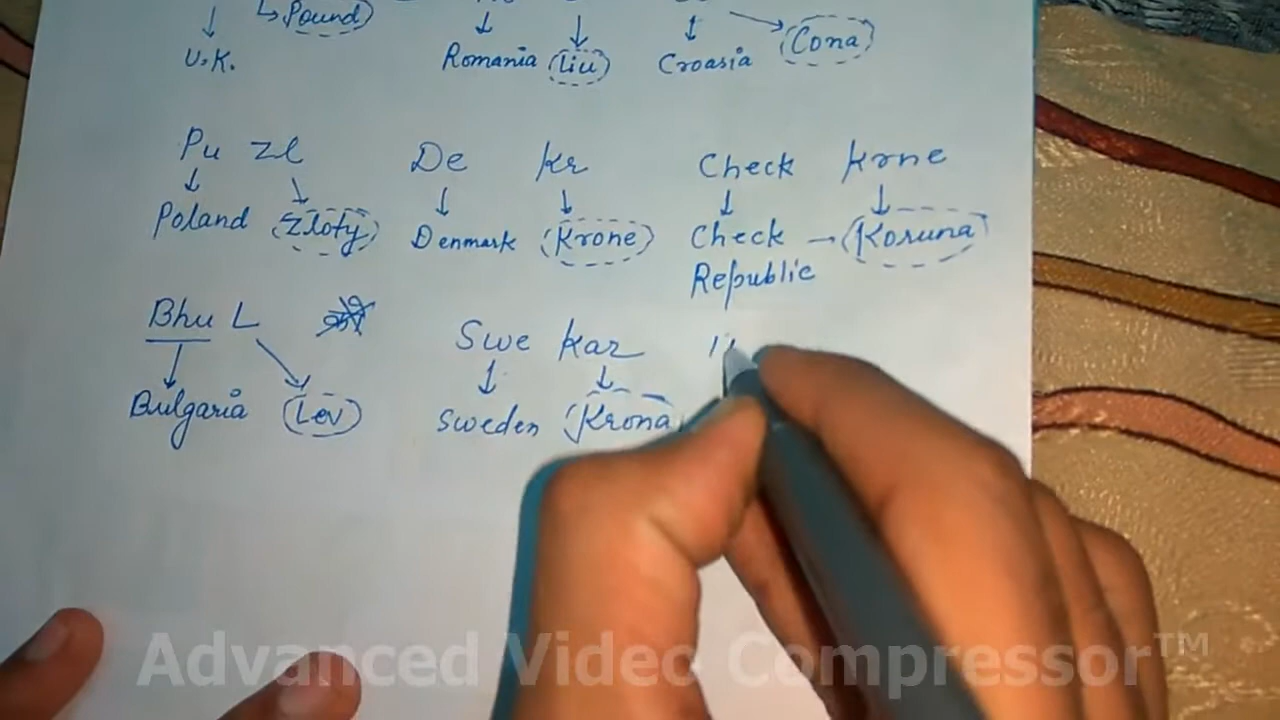 Pound
U.K. Romania Liu Croasia Cona
Pu Zl De Kr Check Krne
Poland Zloty Denmark Krone Check Koruna
Republic
Bhu L Swe Kar
Bulgaria Lev Sweden Krona
Advanced Video Compressor™